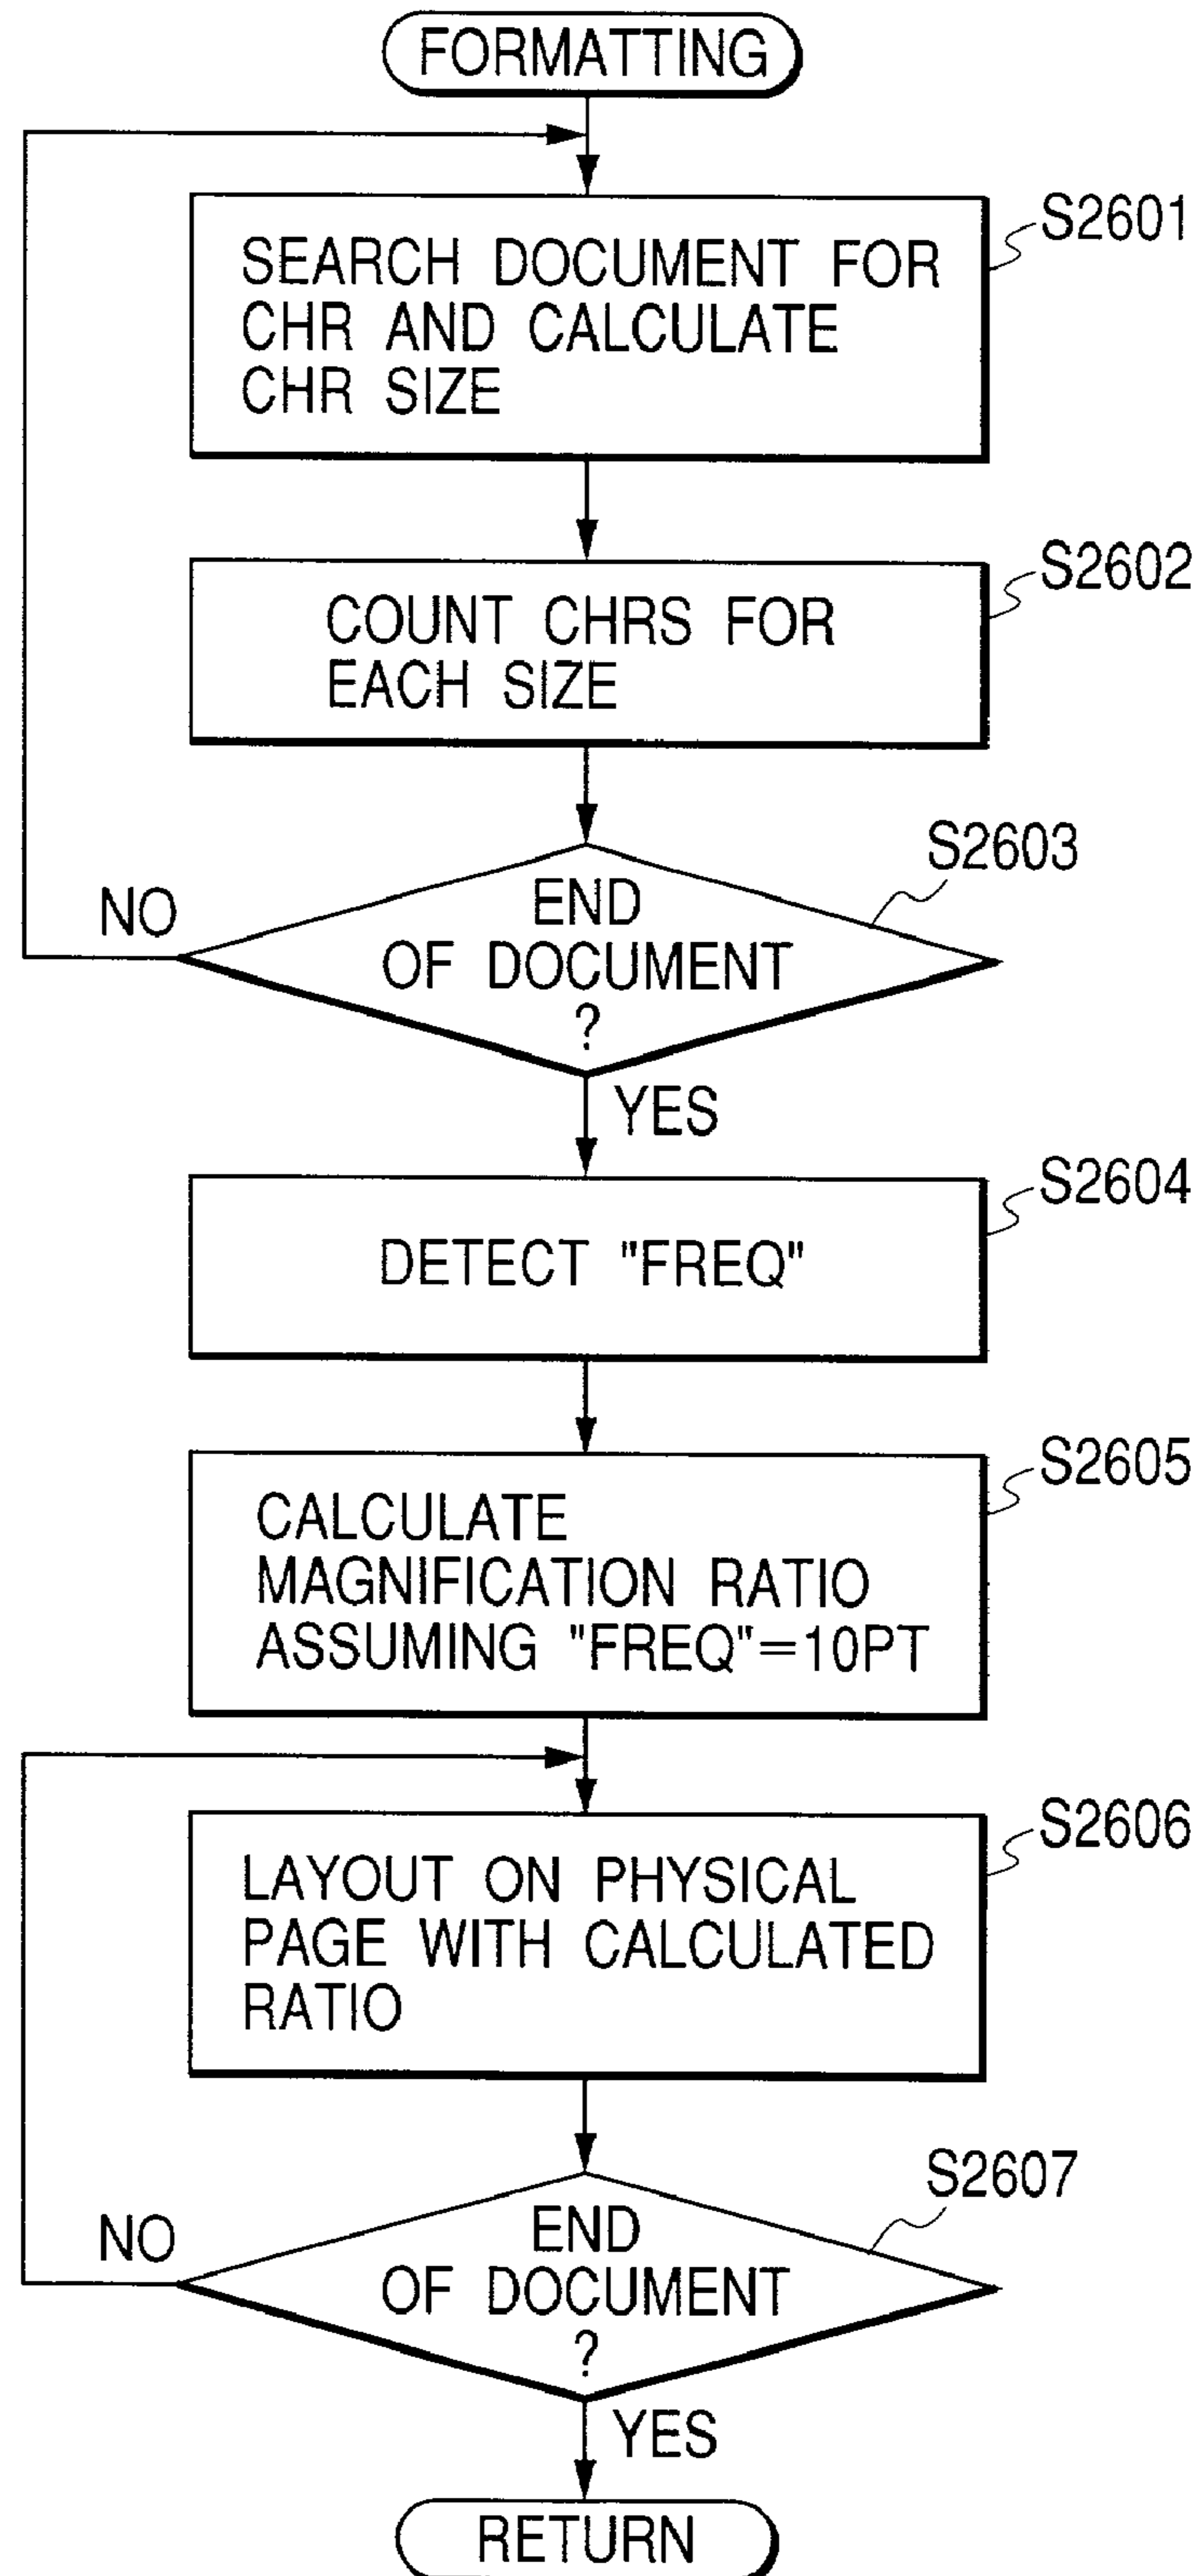 FORMATTING
S2601
SEARCH DOCUMENT FOR
CHR AND CALCULATE
CHR SIZE
S2602
COUNT CHRS FOR
EACH SIZE
S2603
NO
END
OF DOCUMENT
?
YES
S2604
DETECT "FREQ"
S2605
CALCULATE
MAGNIFICATION RATIO
ASSUMING "FREQ"=10PT
S2606
LAYOUT ON PHYSICAL
PAGE WITH CALCULATED
RATIO
S2607
NO
END
OF DOCUMENT
?
YES
RETURN